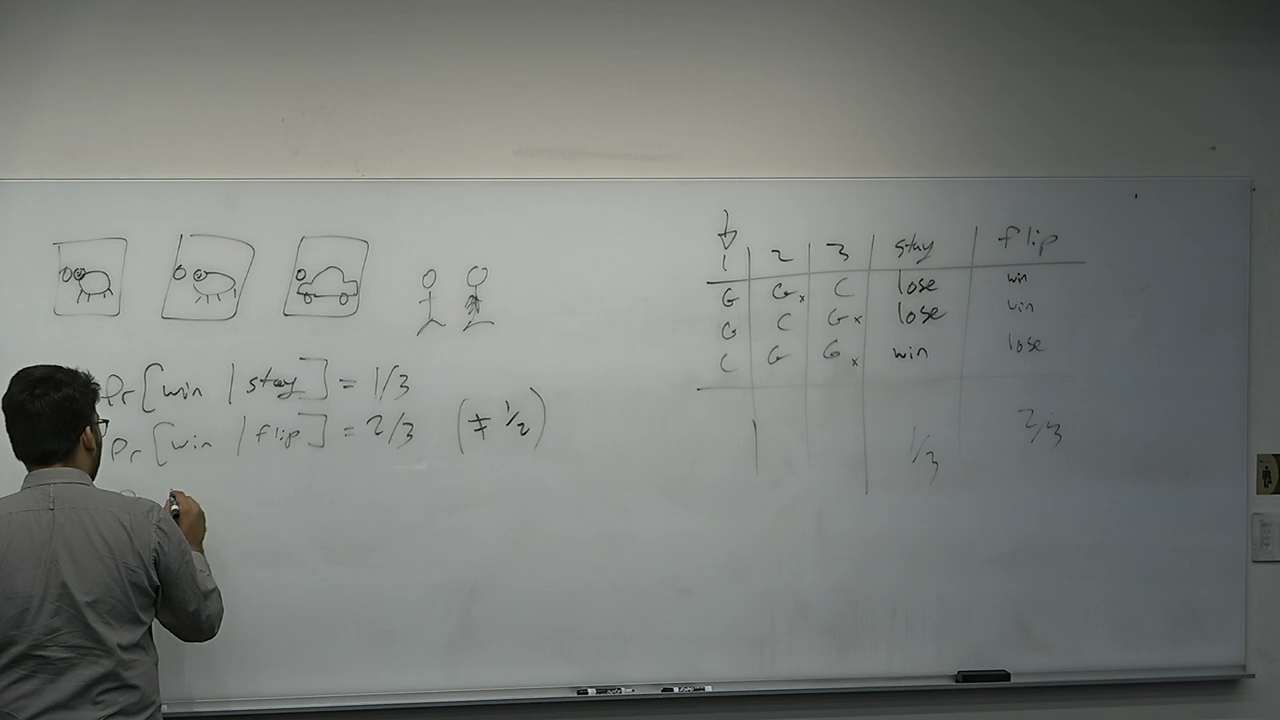 Pr[win | stay] = 1/3
Pr[win | flip] = 2/3 (≠ 1/2)
1 | 2 | 3 | stay | flip
G | G x | C | lose | win
G | C | G x | lose | win
C | G | G x | win | lose
1/3 2/3